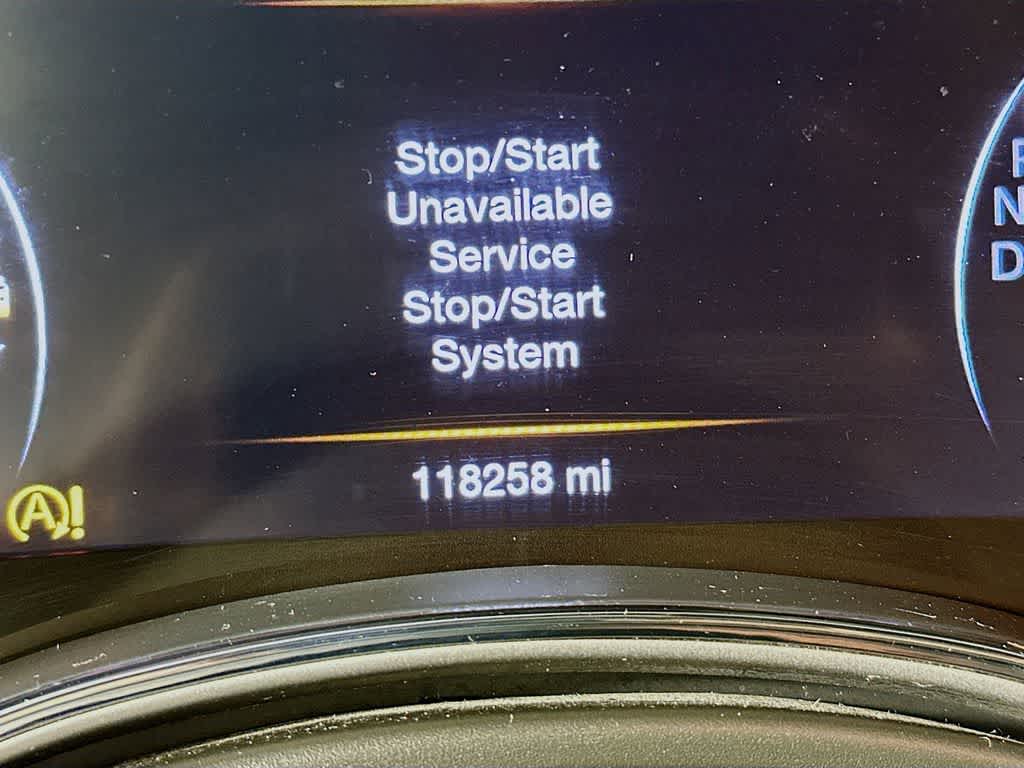 Stop/Start
Unavailable
Service
Stop/Start
System
118258 mi
A!
N
D